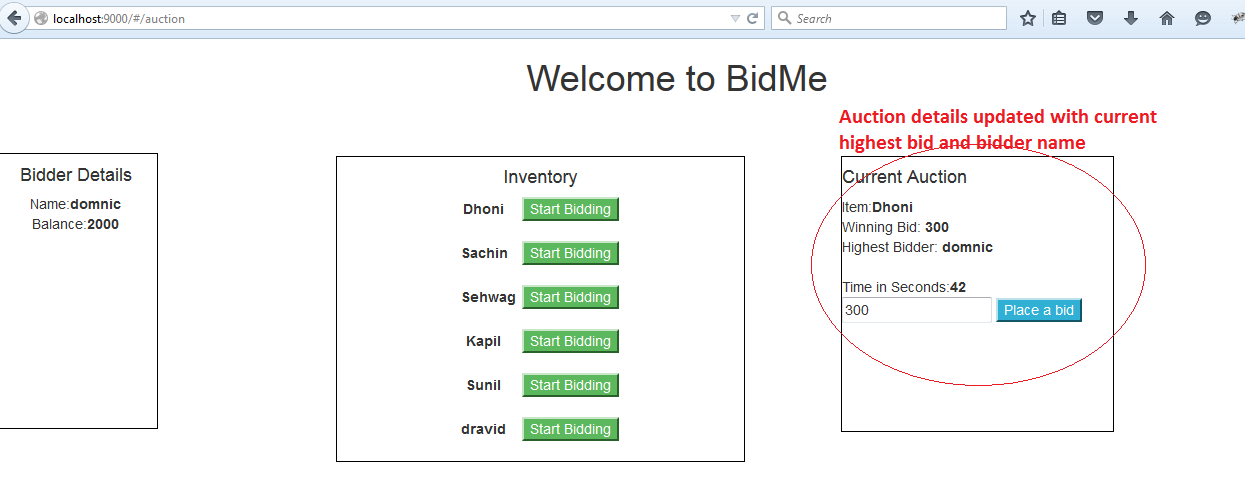 localhost:9000/#/auction
Search
Welcome to BidMe
Auction details updated with current
highest bid and bidder name
Bidder Details
Name:domnic
Balance:2000
Inventory
Dhoni Start Bidding
Sachin Start Bidding
Sehwag Start Bidding
Kapil Start Bidding
Sunil Start Bidding
dravid Start Bidding
Current Auction
Item:Dhoni
Winning Bid: 300
Highest Bidder: domnic
Time in Seconds:42
300 Place a bid